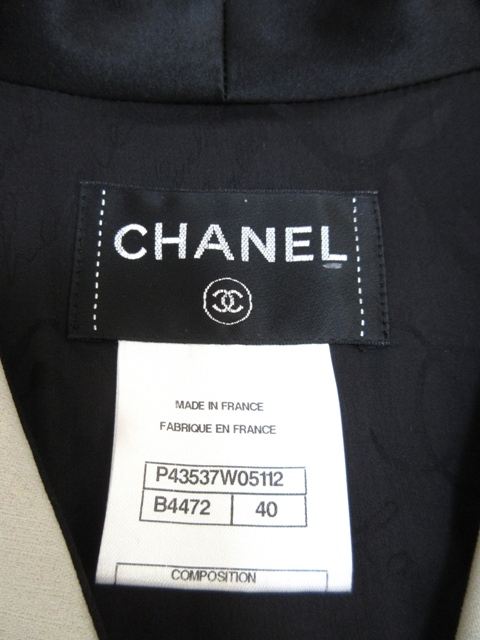 CHANEL
MADE IN FRANCE
FABRIQUE EN FRANCE
P43537W05112
B4472 40
COMPOSITION